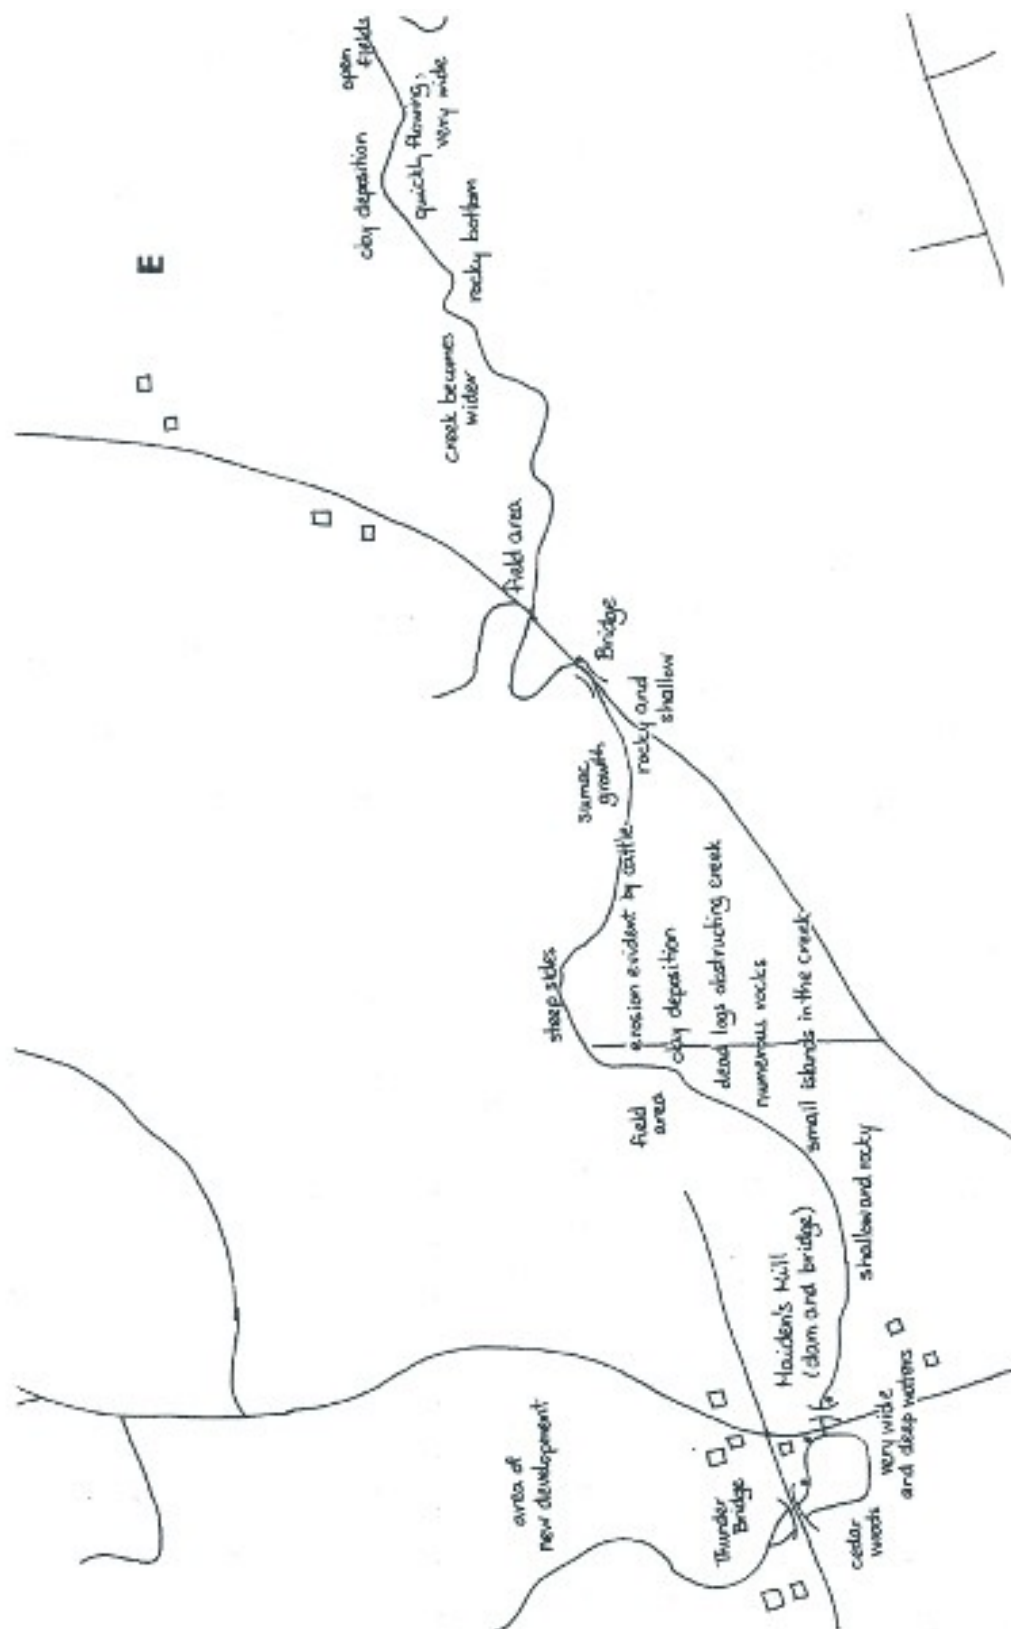 E
open
fields
clay deposition
quickly flowing,
very wide
rocky bottom
creek becomes
wider
field area
Bridge
rocky and
shallow
sumac
growth
steep sides
erosion evident by cattle
clay deposition
dead logs obstructing creek
numerous rocks
small islands in the creek
field
area
shallow and rocky
Maiden's Mill
(dam and bridge)
very wide
and deep waters
area of
new development
Thunder
Bridge
cedar
woods